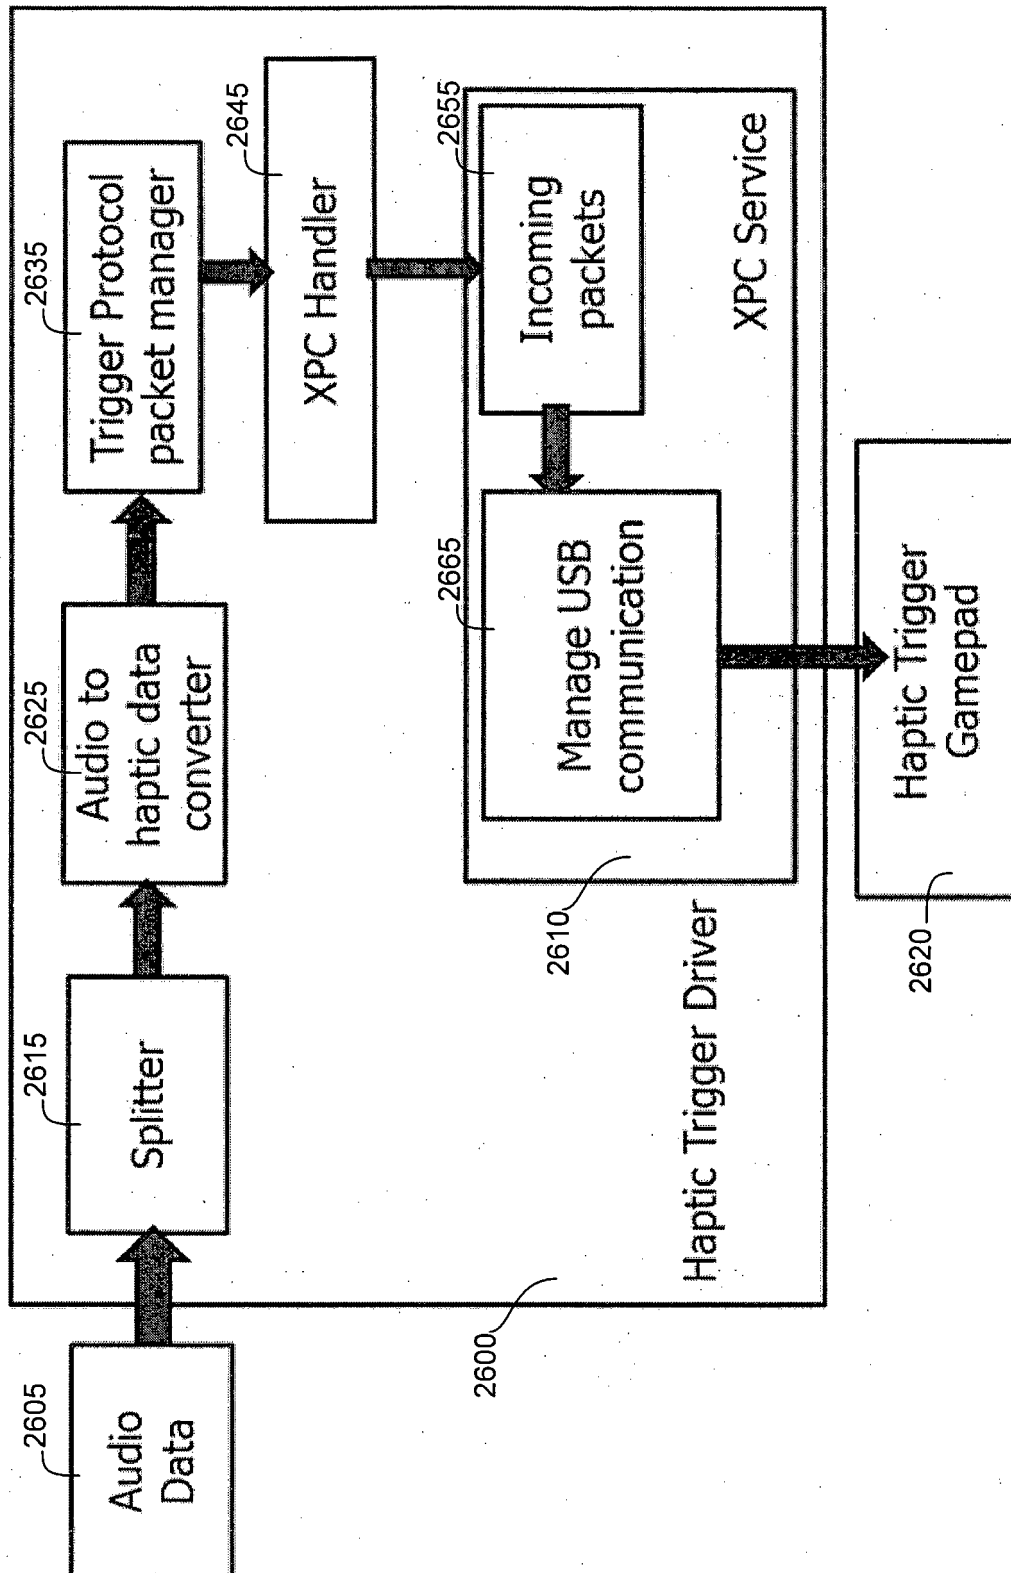 2605
Audio
Data
2615
Splitter
2625
Audio to
haptic data
converter
2635
Trigger Protocol
packet manager
2645
XPC Handler
2655
Incoming
packets
2665
Manage USB
communication
XPC Service
2610
Haptic Trigger Driver
2600
Haptic Trigger
Gamepad
2620